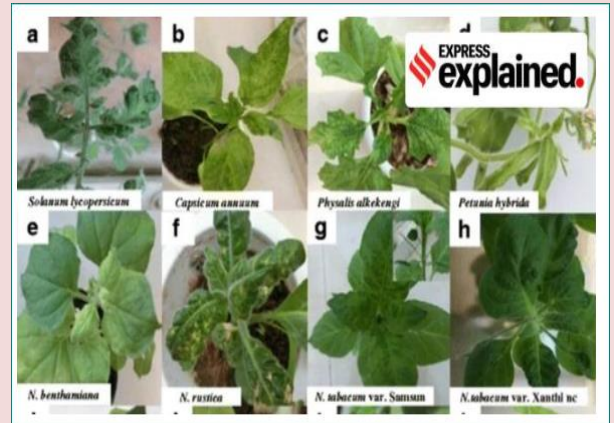 a
b
c
d
EXPRESS
explained.
Solanum lycopersicum
Capsicum annuum
Physalis alkekengi
Petunia hybrida
e
f
g
h
N. benthamiana
N. rustica
N. tabacum var. Samsun
N.tabacum var. Xanthi nc